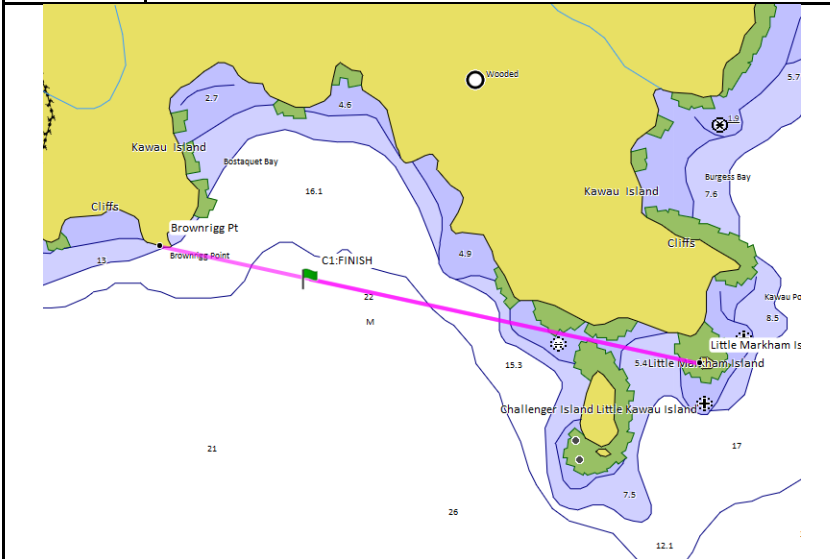 5.7
Wooded
2.7
4.6
1.9
Kawau Island
Bostaquet Bay
Burgess Bay
16.1
Kawau Island
7.6
Cliffs
Brownrigg Pt
Cliffs
Brownrigg Point
4.9
13
C1:FINISH
22
Kawau Po
M
8.5
Little Markham Is
15.3
5.4
Little Markham Island
Challenger Island Little Kawau Island
21
17
7.5
26
12.1